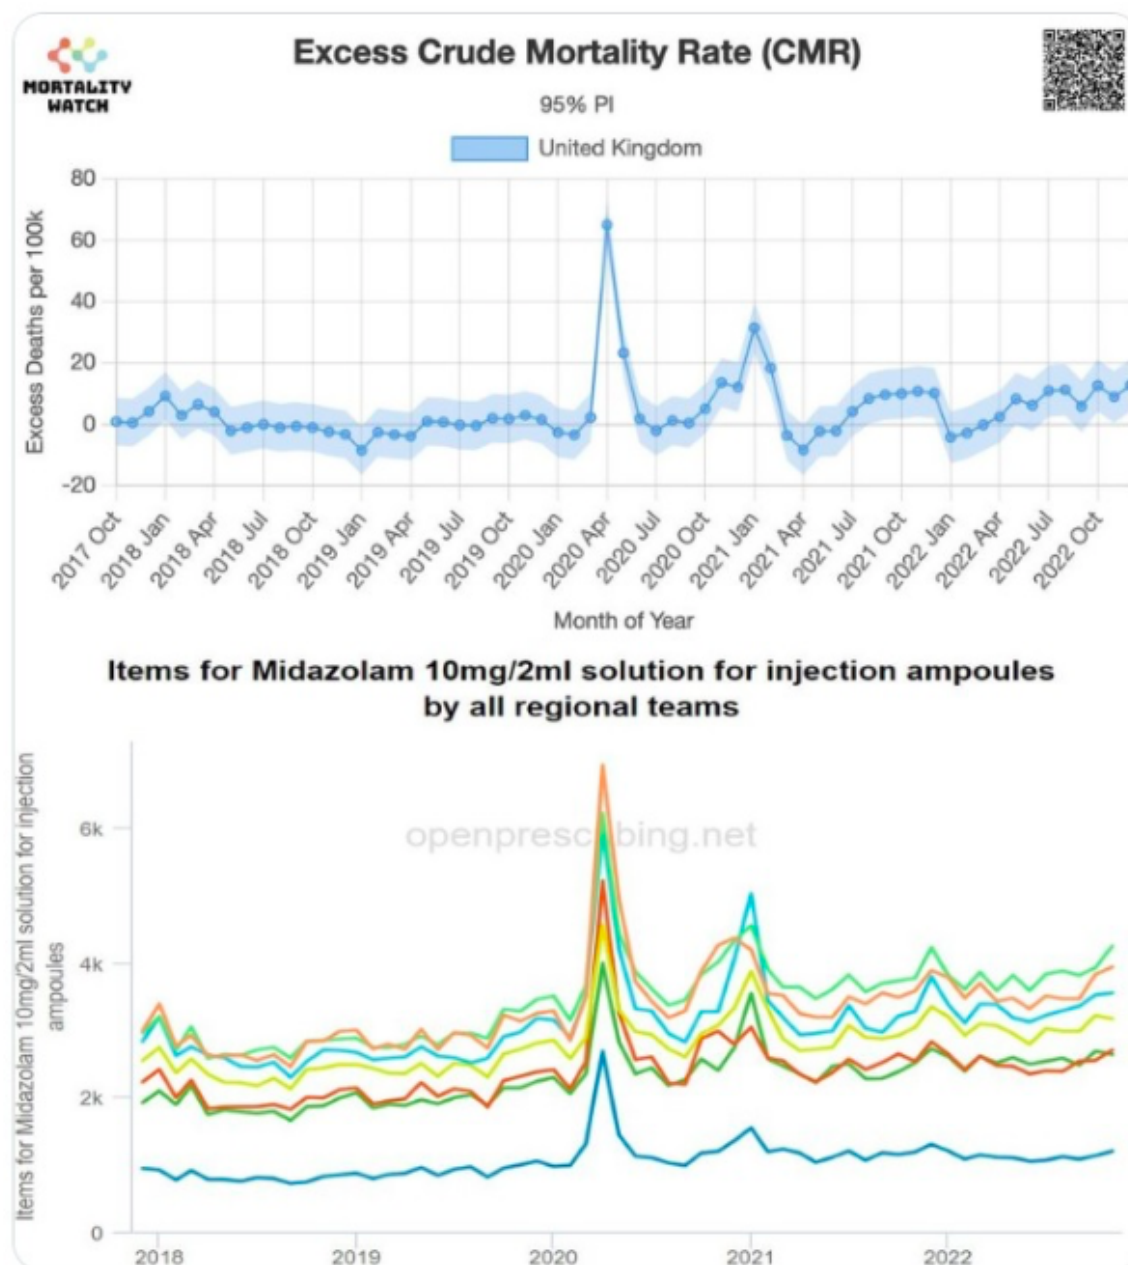 Excess Crude Mortality Rate (CMR)
MORTALITY
WATCH
95% PI
United Kingdom
Excess Deaths per 100k
80
60
40
20
0
-20
2017 Oct
2018 Jan
2018 Apr
2018 Jul
2018 Oct
2019 Jan
2019 Apr
2019 Jul
2019 Oct
2020 Jan
2020 Apr
2020 Jul
2020 Oct
2021 Jan
2021 Apr
2021 Jul
2021 Oct
2022 Jan
2022 Apr
2022 Jul
2022 Oct
Month of Year
Items for Midazolam 10mg/2ml solution for injection ampoules
by all regional teams
Items for Midazolam 10mg/2ml solution for injection
ampoules
openprescribing.net
6k
4k
2k
0
2018
2019
2020
2021
2022